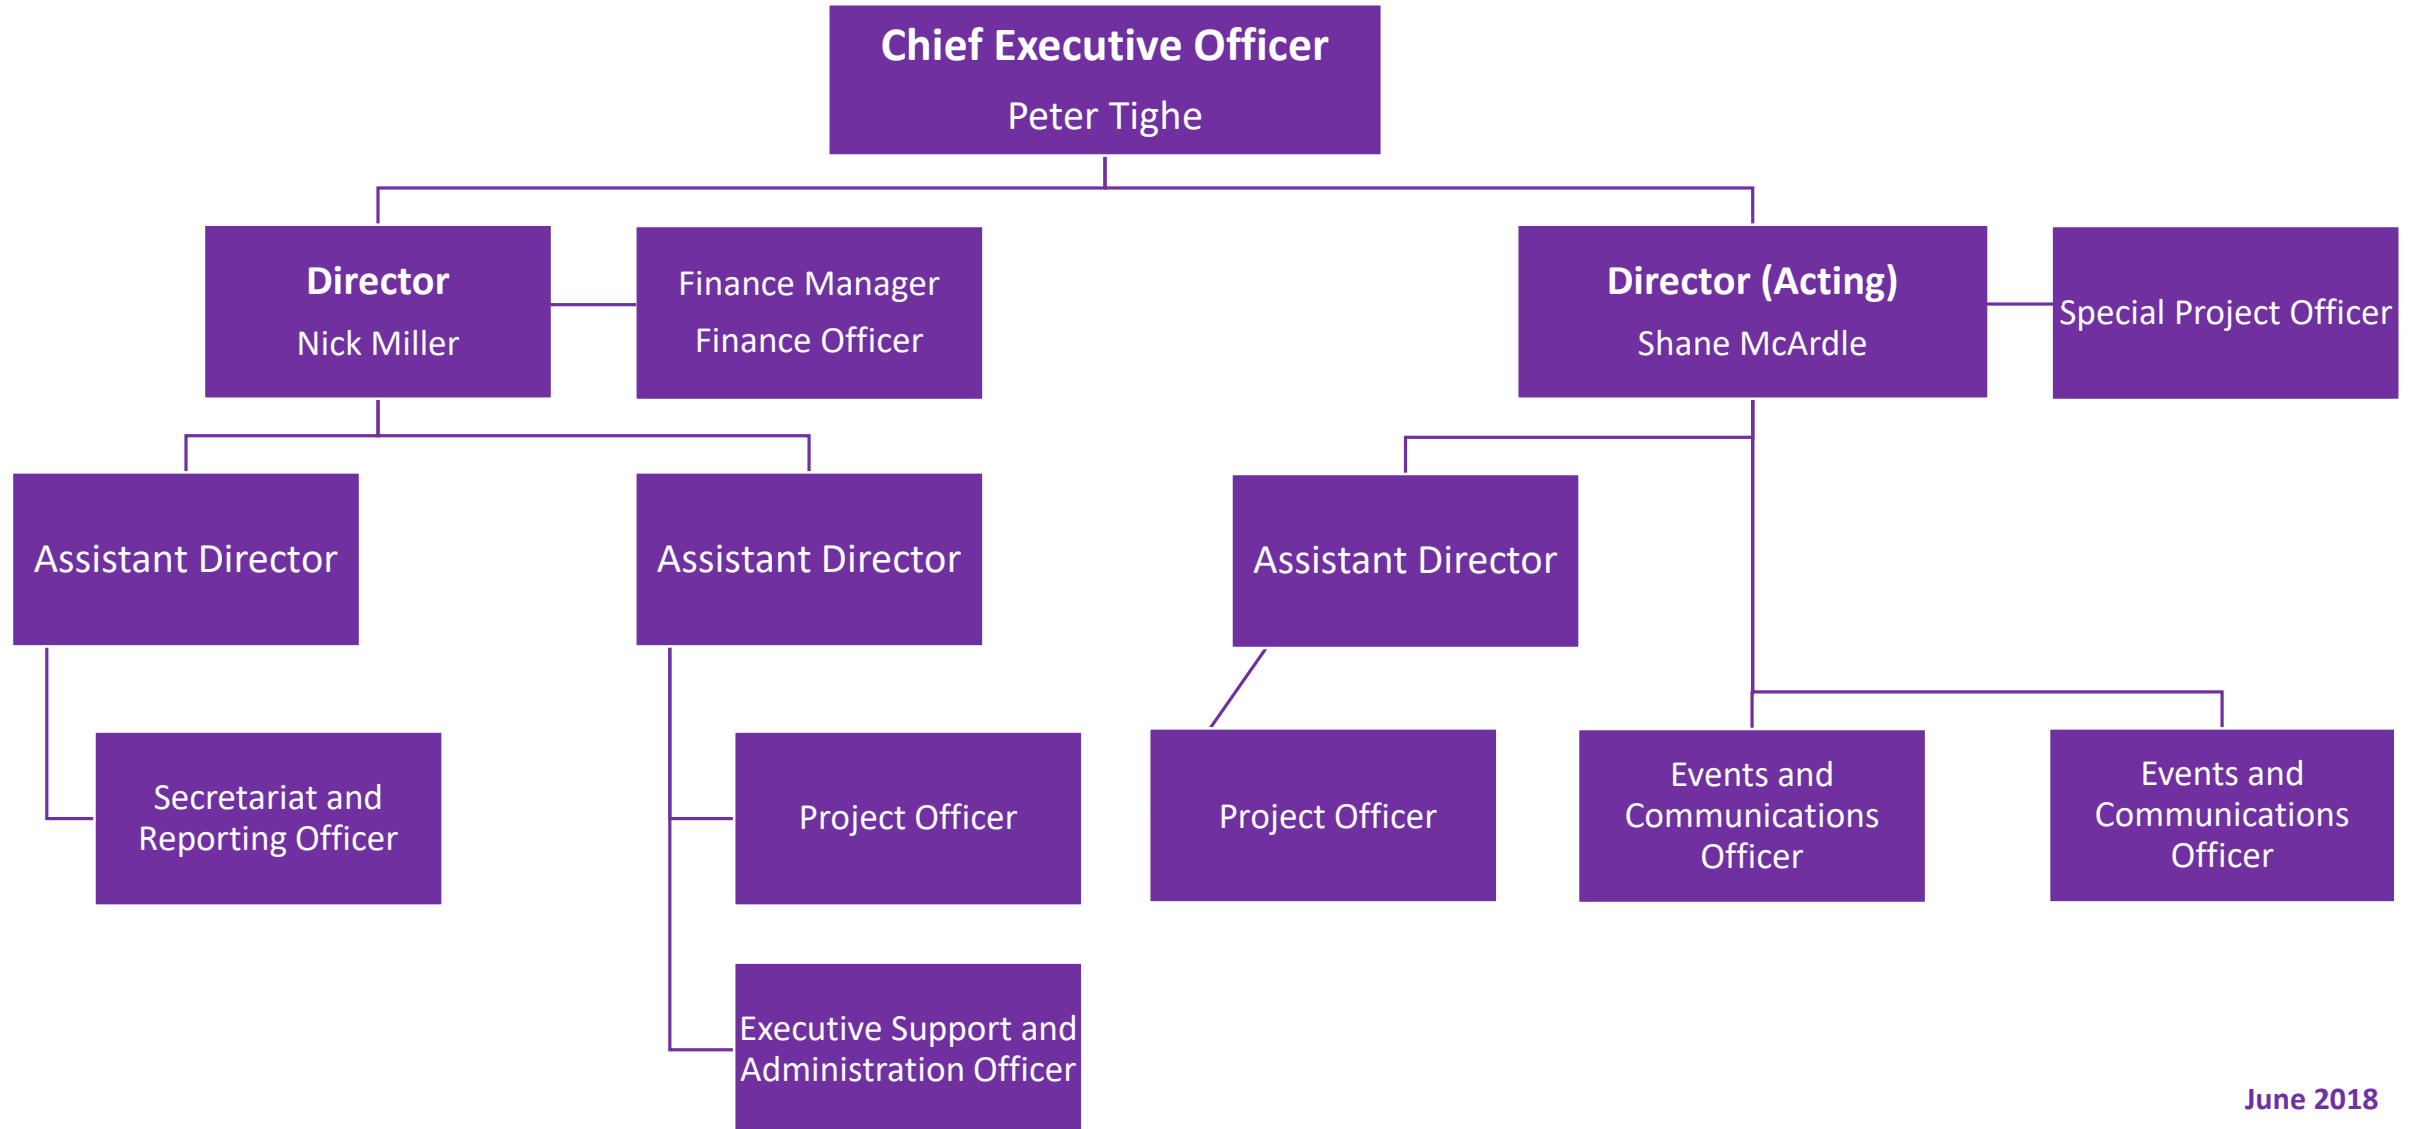 Chief Executive Officer
Peter Tighe
Director
Nick Miller
Finance Manager
Finance Officer
Director (Acting)
Shane McArdle
Special Project Officer
Assistant Director
Assistant Director
Assistant Director
Secretariat and
Reporting Officer
Project Officer
Project Officer
Events and
Communications
Officer
Events and
Communications
Officer
Executive Support and
Administration Officer
June 2018